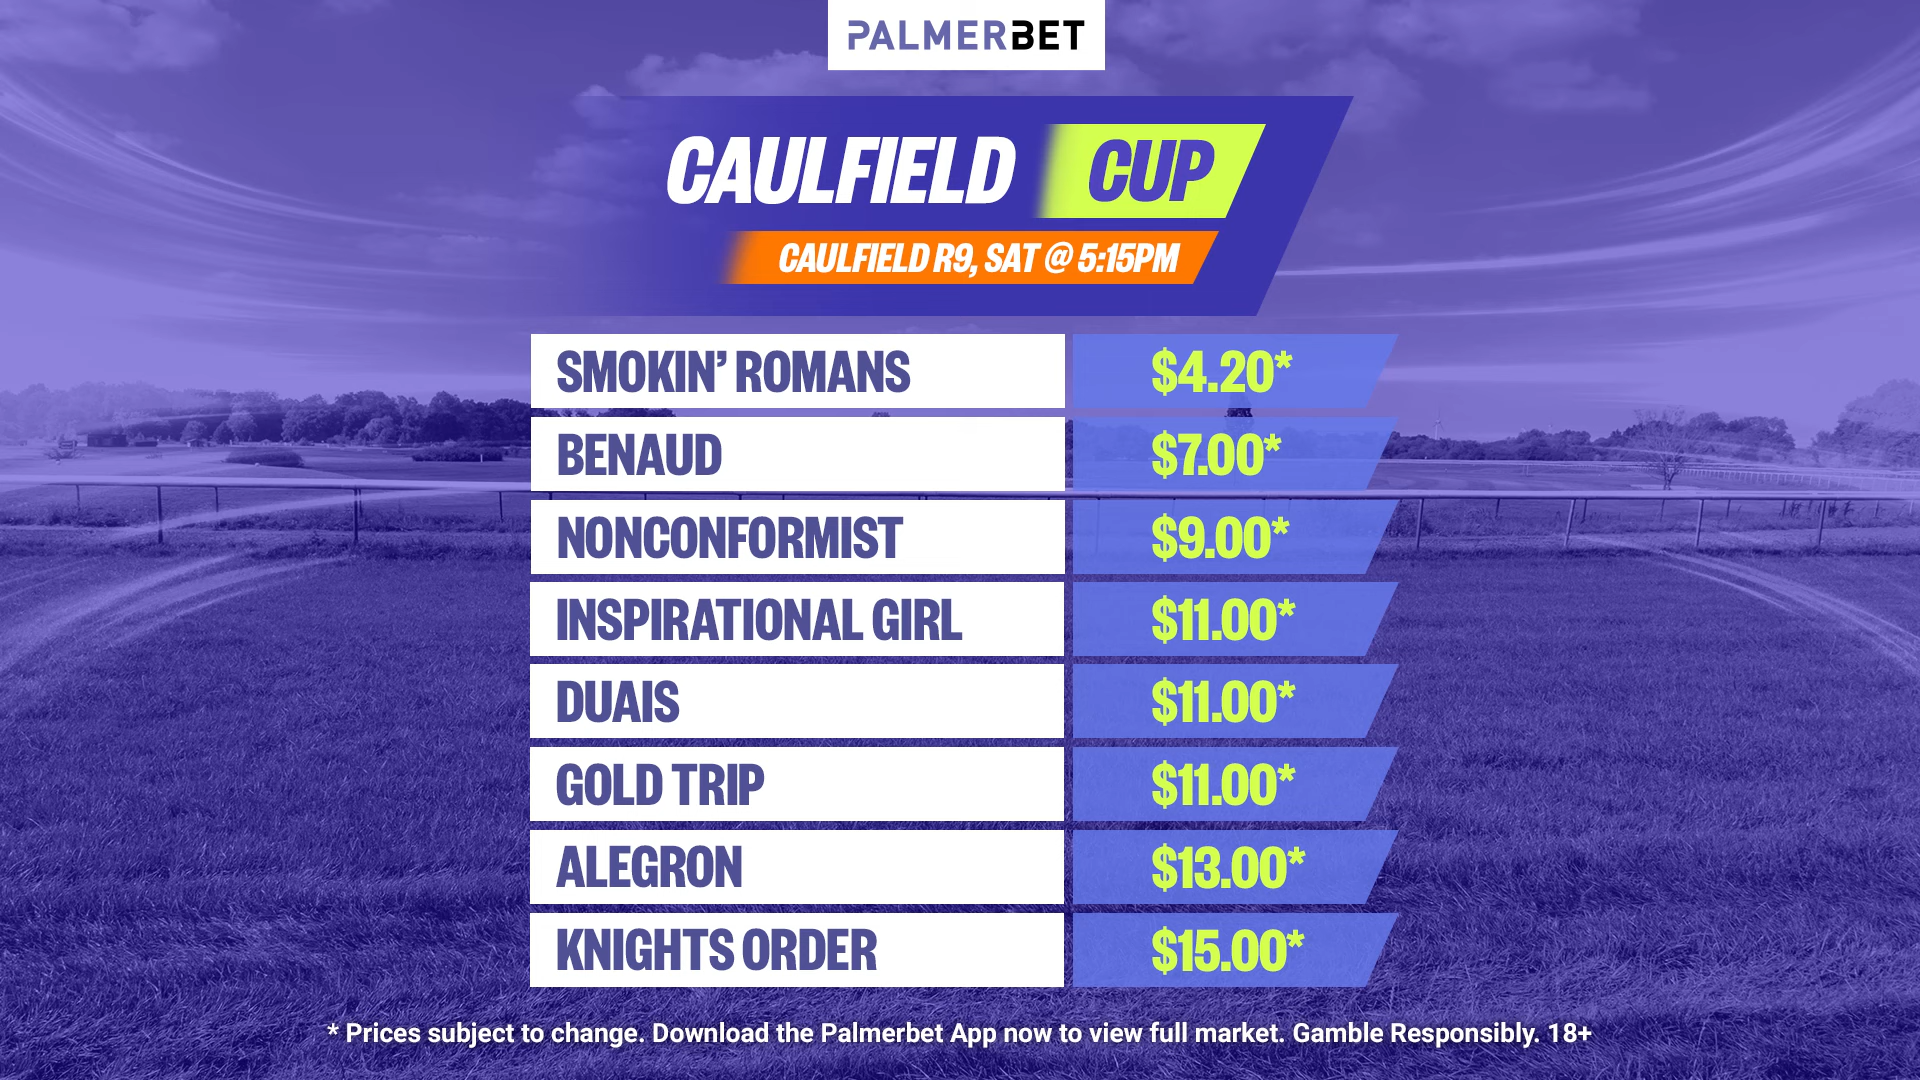 PALMERBET
CAULFIELD CUP
CAULFIELD R9, SAT @ 5:15PM
SMOKIN' ROMANS $4.20*
BENAUD $7.00*
NONCONFORMIST $9.00*
INSPIRATIONAL GIRL $11.00*
DUAIS $11.00*
GOLD TRIP $11.00*
ALEGRON $13.00*
KNIGHTS ORDER $15.00*
* Prices subject to change. Download the Palmerbet App now to view full market. Gamble Responsibly. 18+